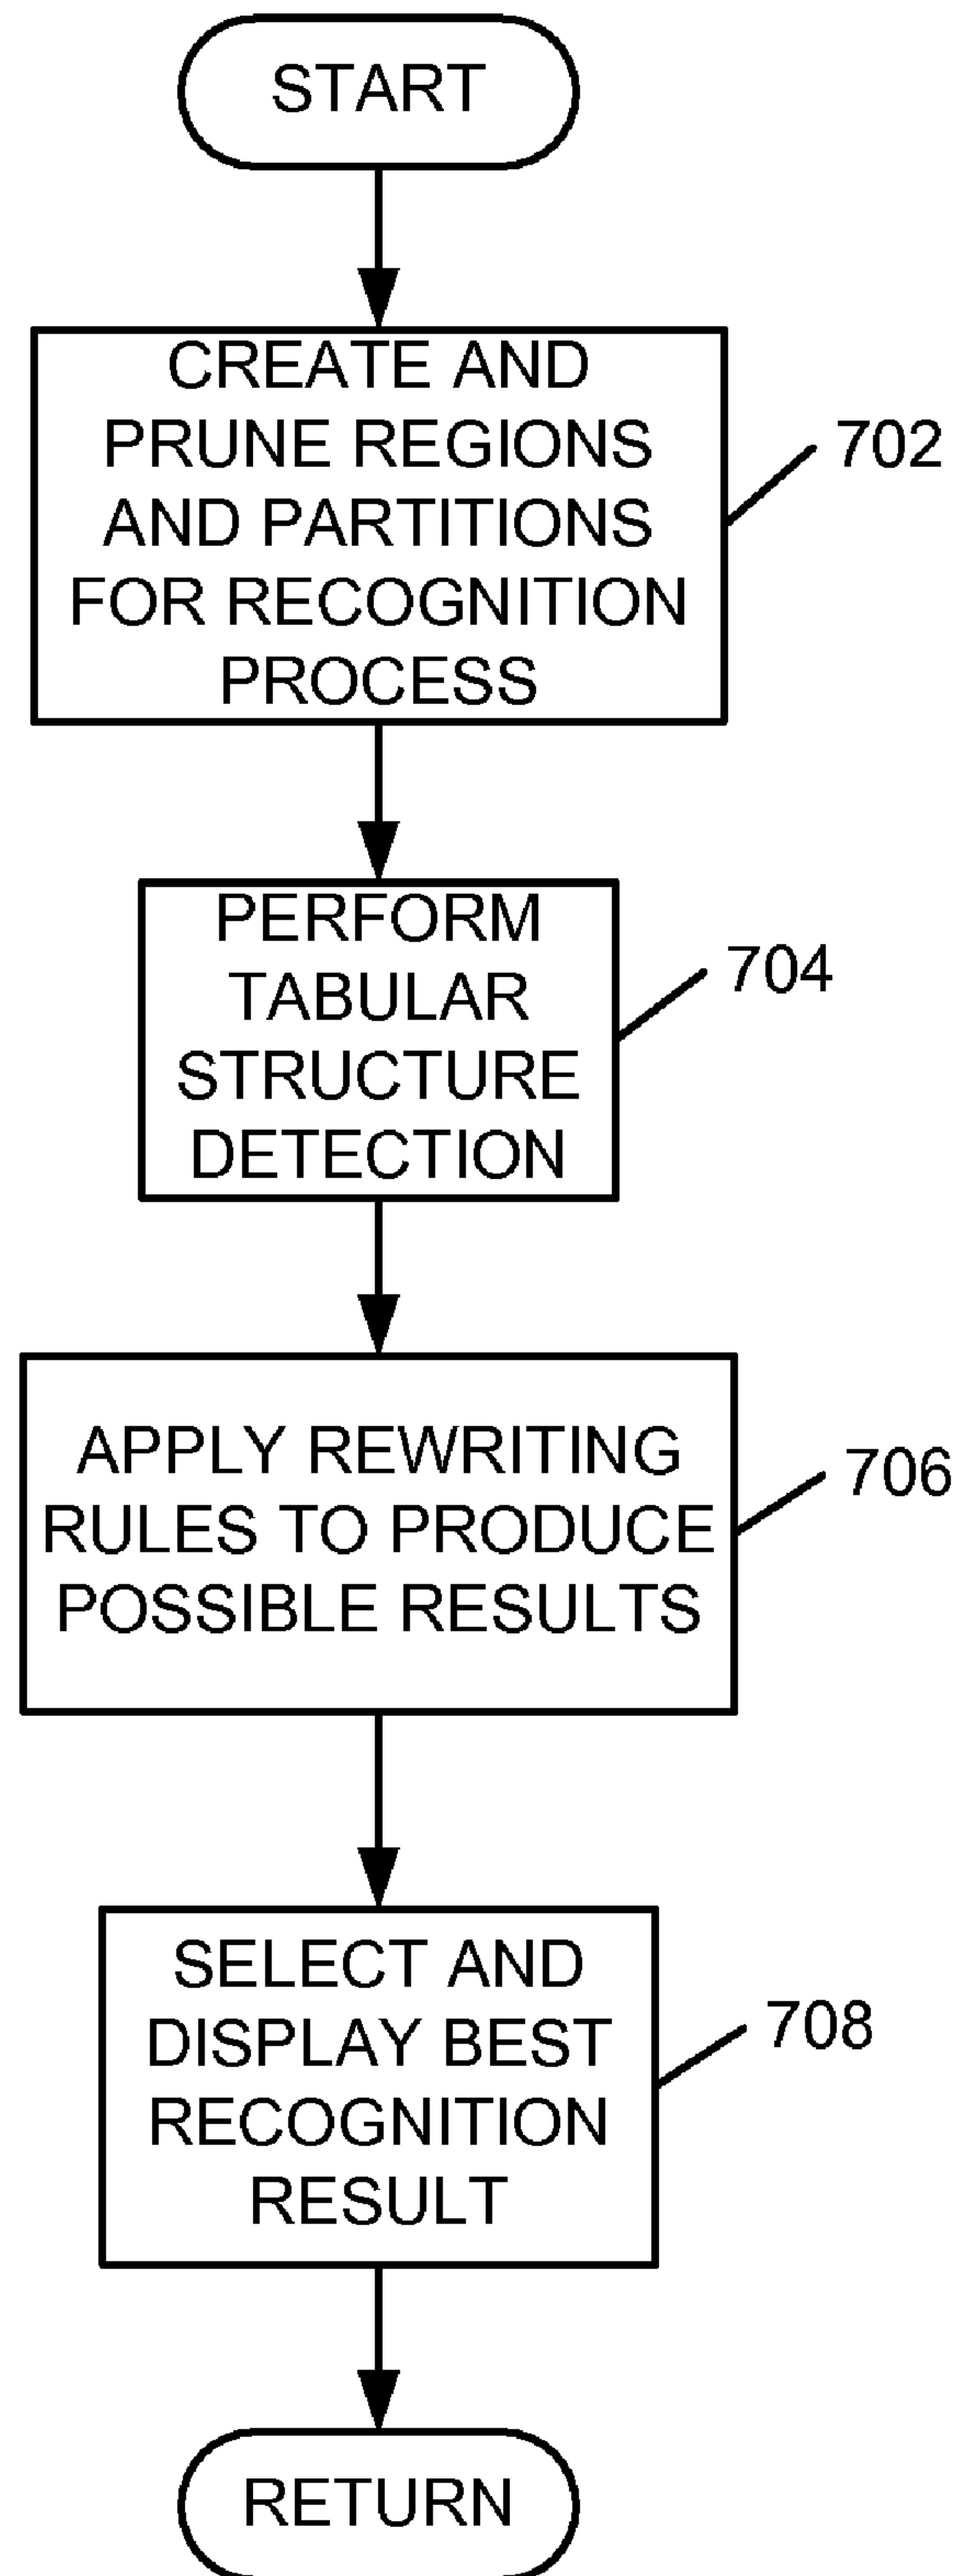 START
CREATE AND
PRUNE REGIONS
AND PARTITIONS
FOR RECOGNITION
PROCESS
702
PERFORM
TABULAR
STRUCTURE
DETECTION
704
APPLY REWRITING
RULES TO PRODUCE
POSSIBLE RESULTS
706
SELECT AND
DISPLAY BEST
RECOGNITION
RESULT
708
RETURN